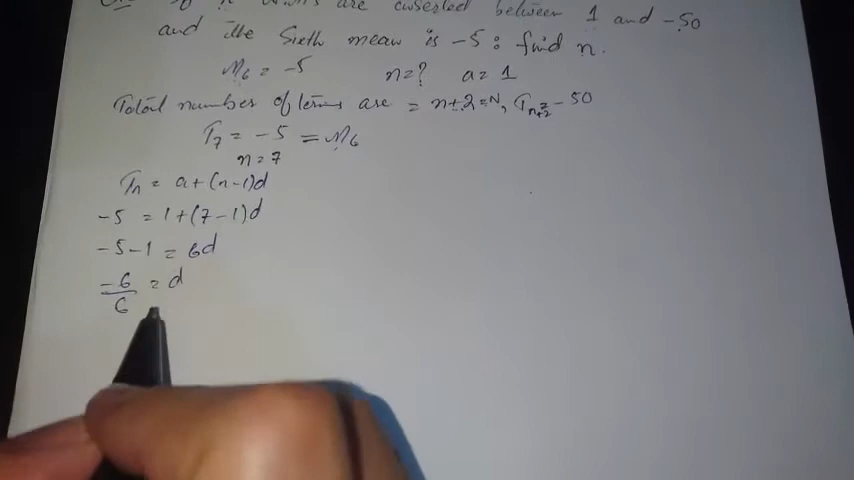 are inserted between 1 and -50
and the Sixth mean is -5: find n.
M6 = -5 n=? a=1
Total number of terms are = n+2=N, Tn+2=-50
T7 = -5 = M6
n=7
Tn = a+(n-1)d
-5 = 1+(7-1)d
-5-1 = 6d
-6/6 = d